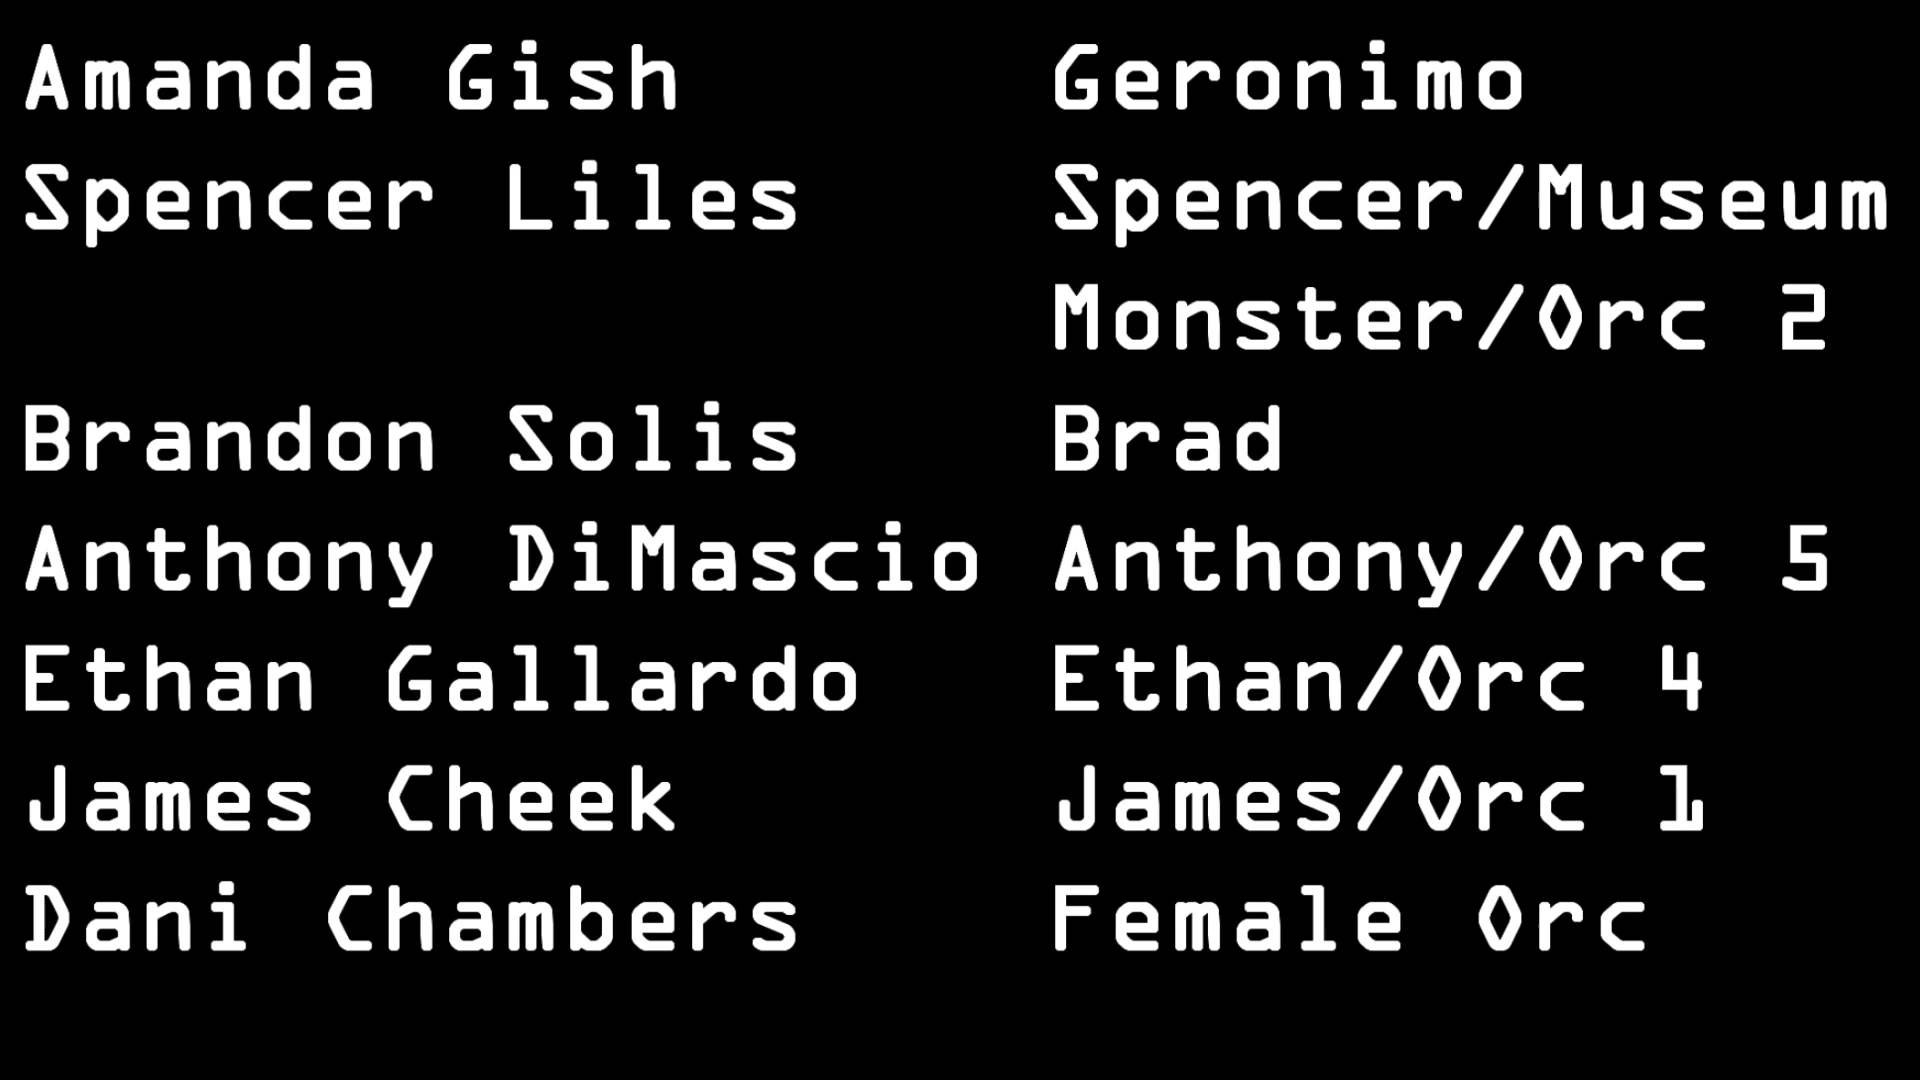 Amanda Gish Geronimo
Spencer Liles Spencer/Museum
Monster/Orc 2
Brandon Solis Brad
Anthony DiMascio Anthony/Orc 5
Ethan Gallardo Ethan/Orc 4
James Cheek James/Orc 1
Dani Chambers Female Orc